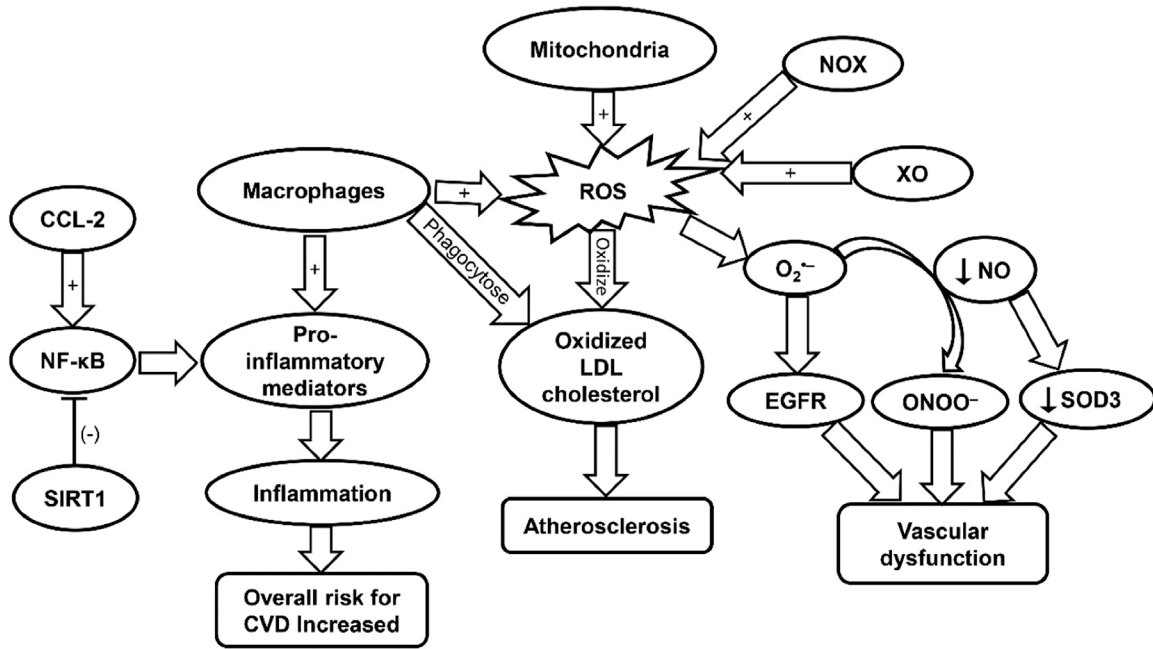 Mitochondria
NOX
+
+
Macrophages
+
ROS
+
XO
CCL-2
Phagocytose
Oxidize
+
+
O₂•–
↓ NO
NF-κB
Pro-
inflammatory
mediators
Oxidized
LDL
cholesterol
EGFR
ONOO–
↓SOD3
(-)
SIRT1
Inflammation
Atherosclerosis
Vascular
dysfunction
Overall risk for
CVD Increased